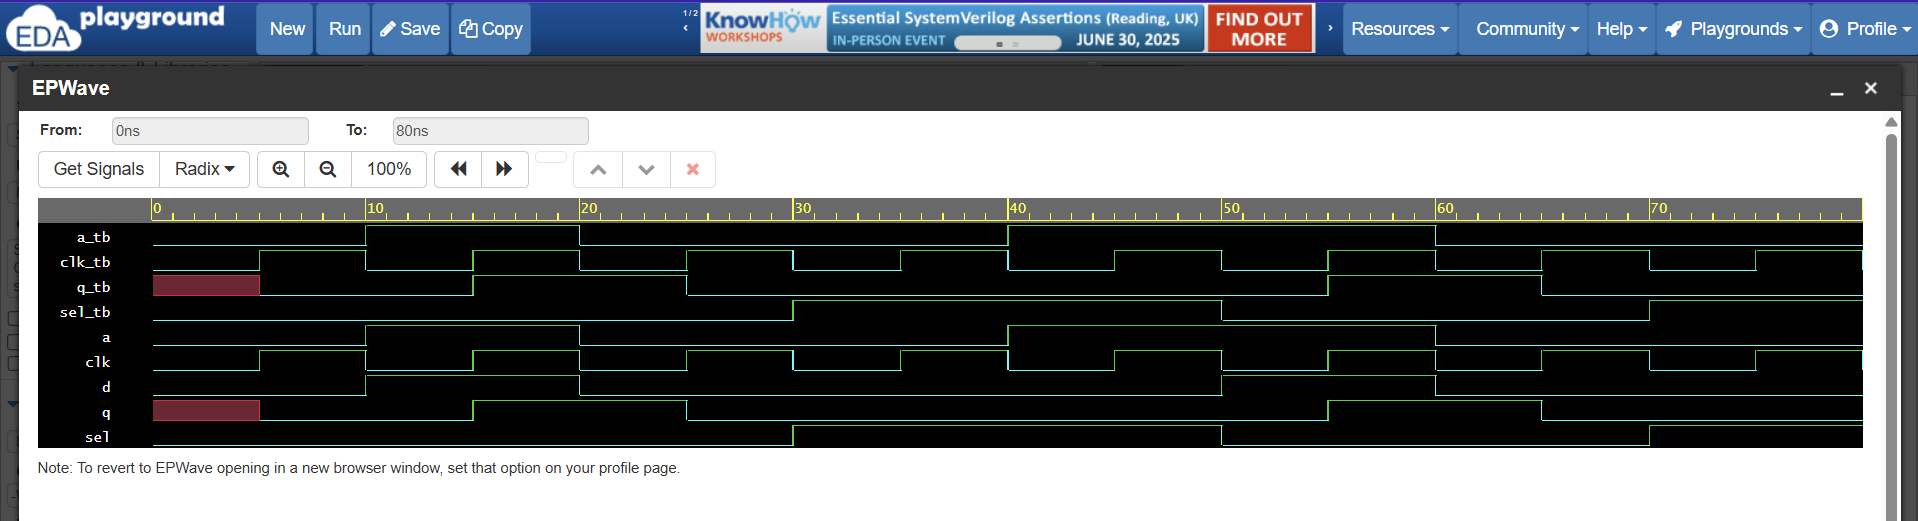 EDA playground
New
Run
Save
Copy
1/2
KnowHow
WORKSHOPS
Essential SystemVerilog Assertions (Reading, UK)
IN-PERSON EVENT
JUNE 30, 2025
FIND OUT
MORE
Resources
Community
Help
Playgrounds
Profile
EPWave
From:
0ns
To:
80ns
Get Signals
Radix
100%
0 10 20 30 40 50 60 70
a_tb
clk_tb
q_tb
sel_tb
a
clk
d
q
sel
Note: To revert to EPWave opening in a new browser window, set that option on your profile page.